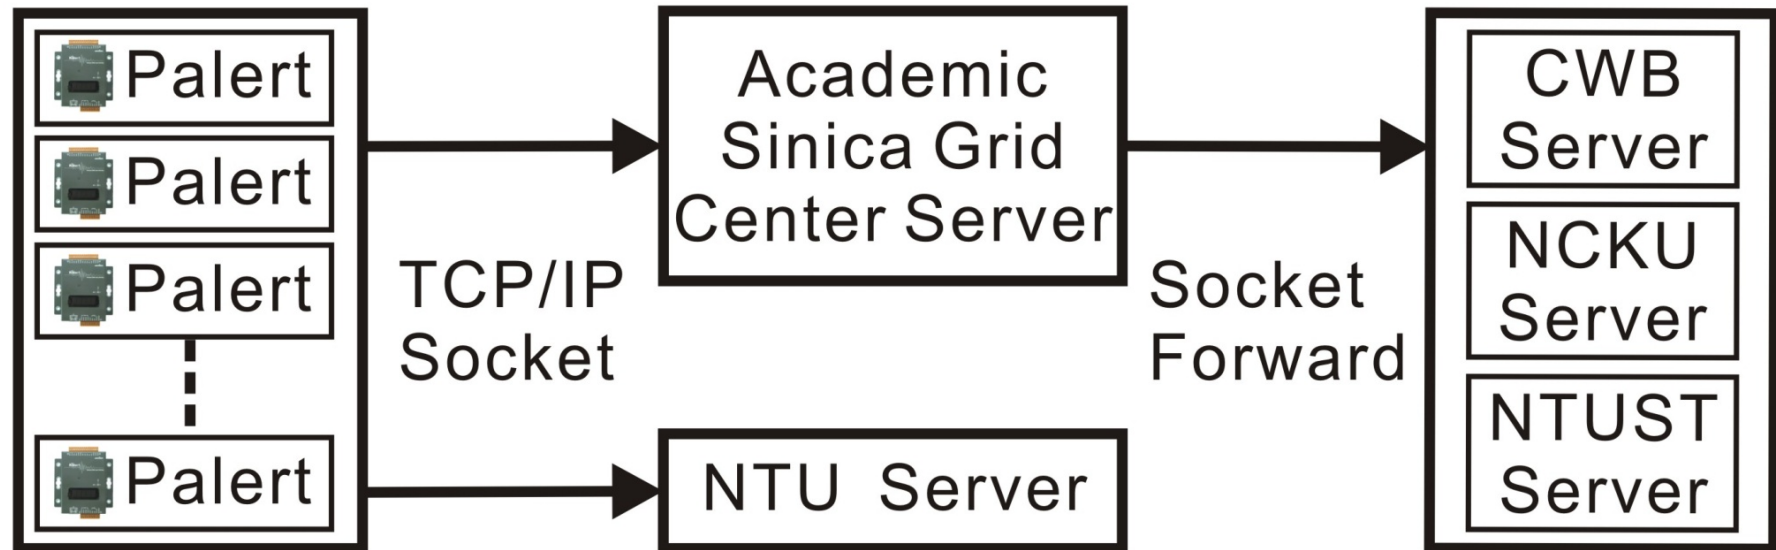 Palert
Palert
Palert
Palert
TCP/IP
Socket
Academic
Sinica Grid
Center Server
NTU Server
Socket
Forward
CWB
Server
NCKU
Server
NTUST
Server